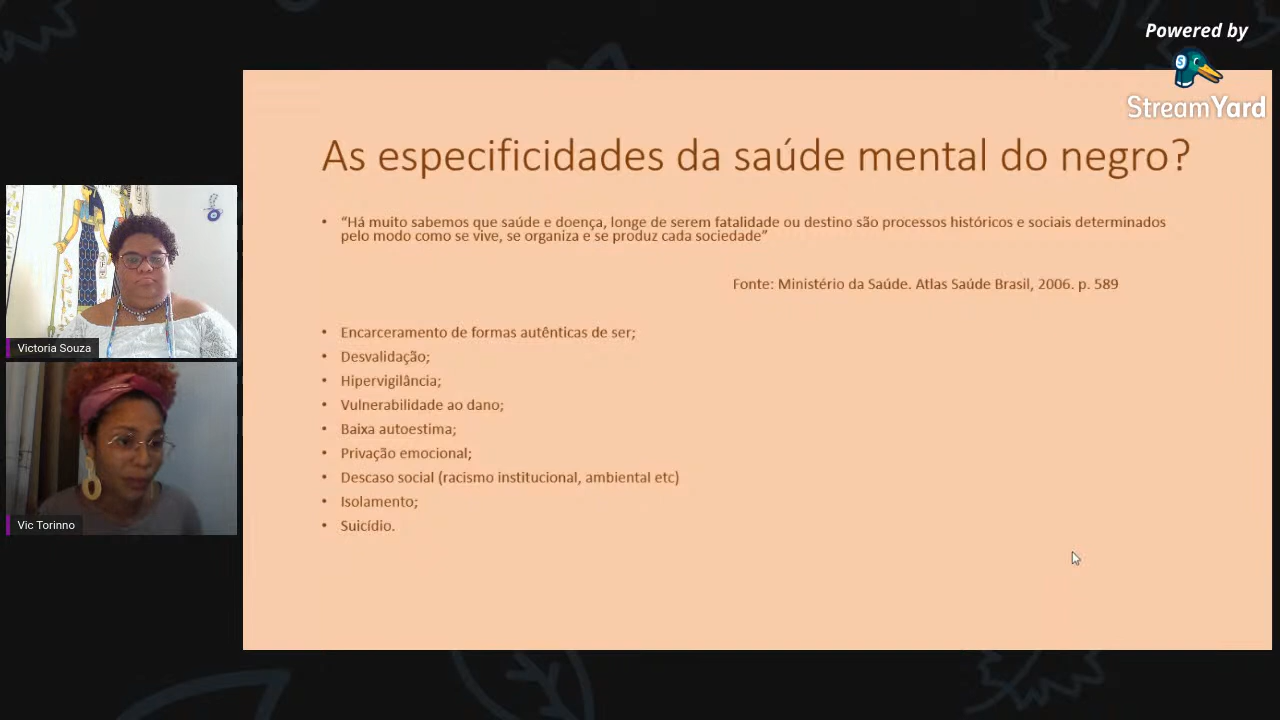 Powered by
StreamYard
As especificidades da saúde mental do negro?
• “Há muito sabemos que saúde e doença, longe de serem fatalidade ou destino são processos históricos e sociais determinados
pelo modo como se vive, se organiza e se produz cada sociedade”
Fonte: Ministério da Saúde. Atlas Saúde Brasil, 2006. p. 589
• Encarceramento de formas autênticas de ser;
• Desvalidação;
• Hipervigilância;
• Vulnerabilidade ao dano;
• Baixa autoestima;
• Privação emocional;
• Descaso social (racismo institucional, ambiental etc)
• Isolamento;
• Suicídio.
Victoria Souza
Vic Torinno